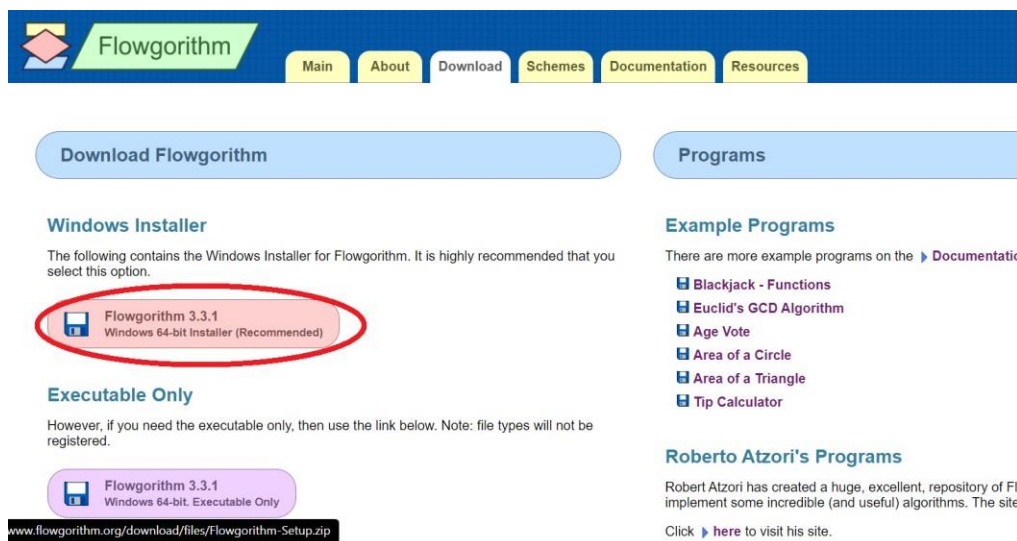 Flowgorithm
Main
About
Download
Schemes
Documentation
Resources
Download Flowgorithm
Windows Installer
The following contains the Windows Installer for Flowgorithm. It is highly recommended that you
select this option.
Flowgorithm 3.3.1
Windows 64-bit Installer (Recommended)
Executable Only
However, if you need the executable only, then use the link below. Note: file types will not be
registered.
Flowgorithm 3.3.1
Windows 64-bit. Executable Only
www.flowgorithm.org/download/files/Flowgorithm-Setup.zip
Programs
Example Programs
There are more example programs on the Documentatio
Blackjack - Functions
Euclid's GCD Algorithm
Age Vote
Area of a Circle
Area of a Triangle
Tip Calculator
Roberto Atzori's Programs
Robert Atzori has created a huge, excellent, repository of Fl
implement some incredible (and useful) algorithms. The site
Click here to visit his site.